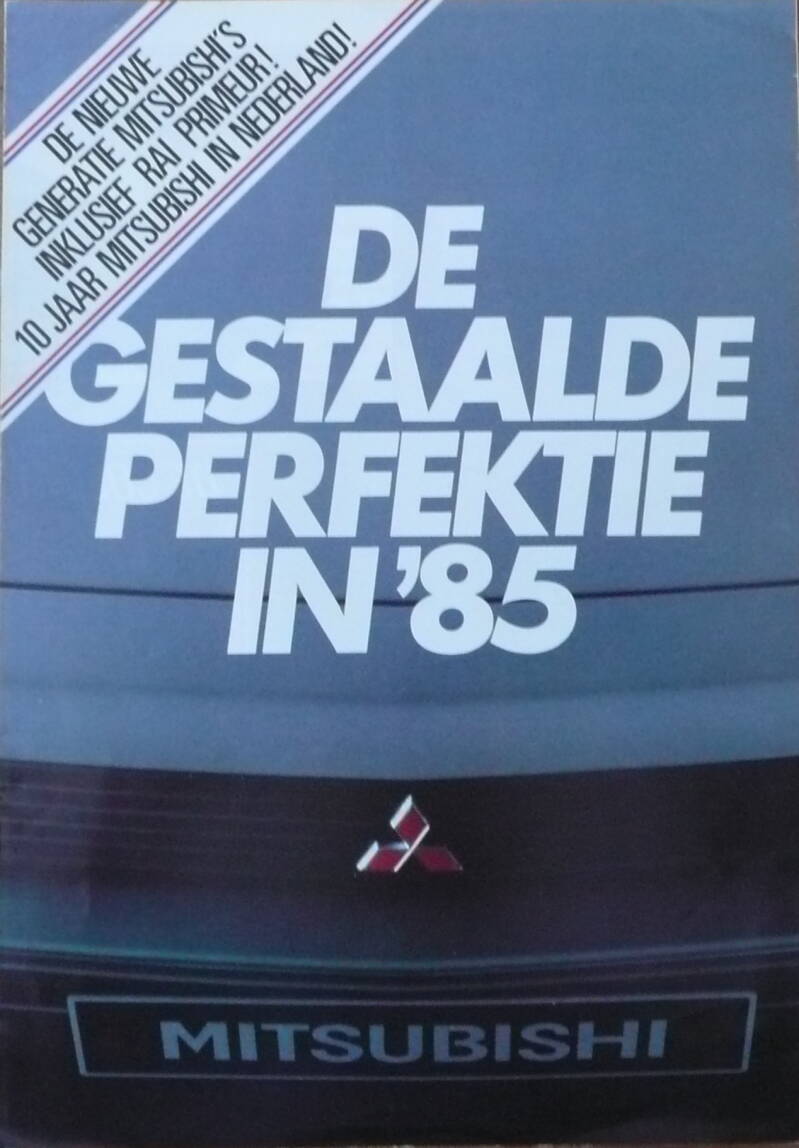 DE NIEUWE
GENERATIE MITSUBISHI'S
INKLUSIEF RAI PRIMEUR!
10 JAAR MITSUBISHI IN NEDERLAND!
DE
GESTAALDE
PERFEKTIE
IN '85
MITSUBISHI